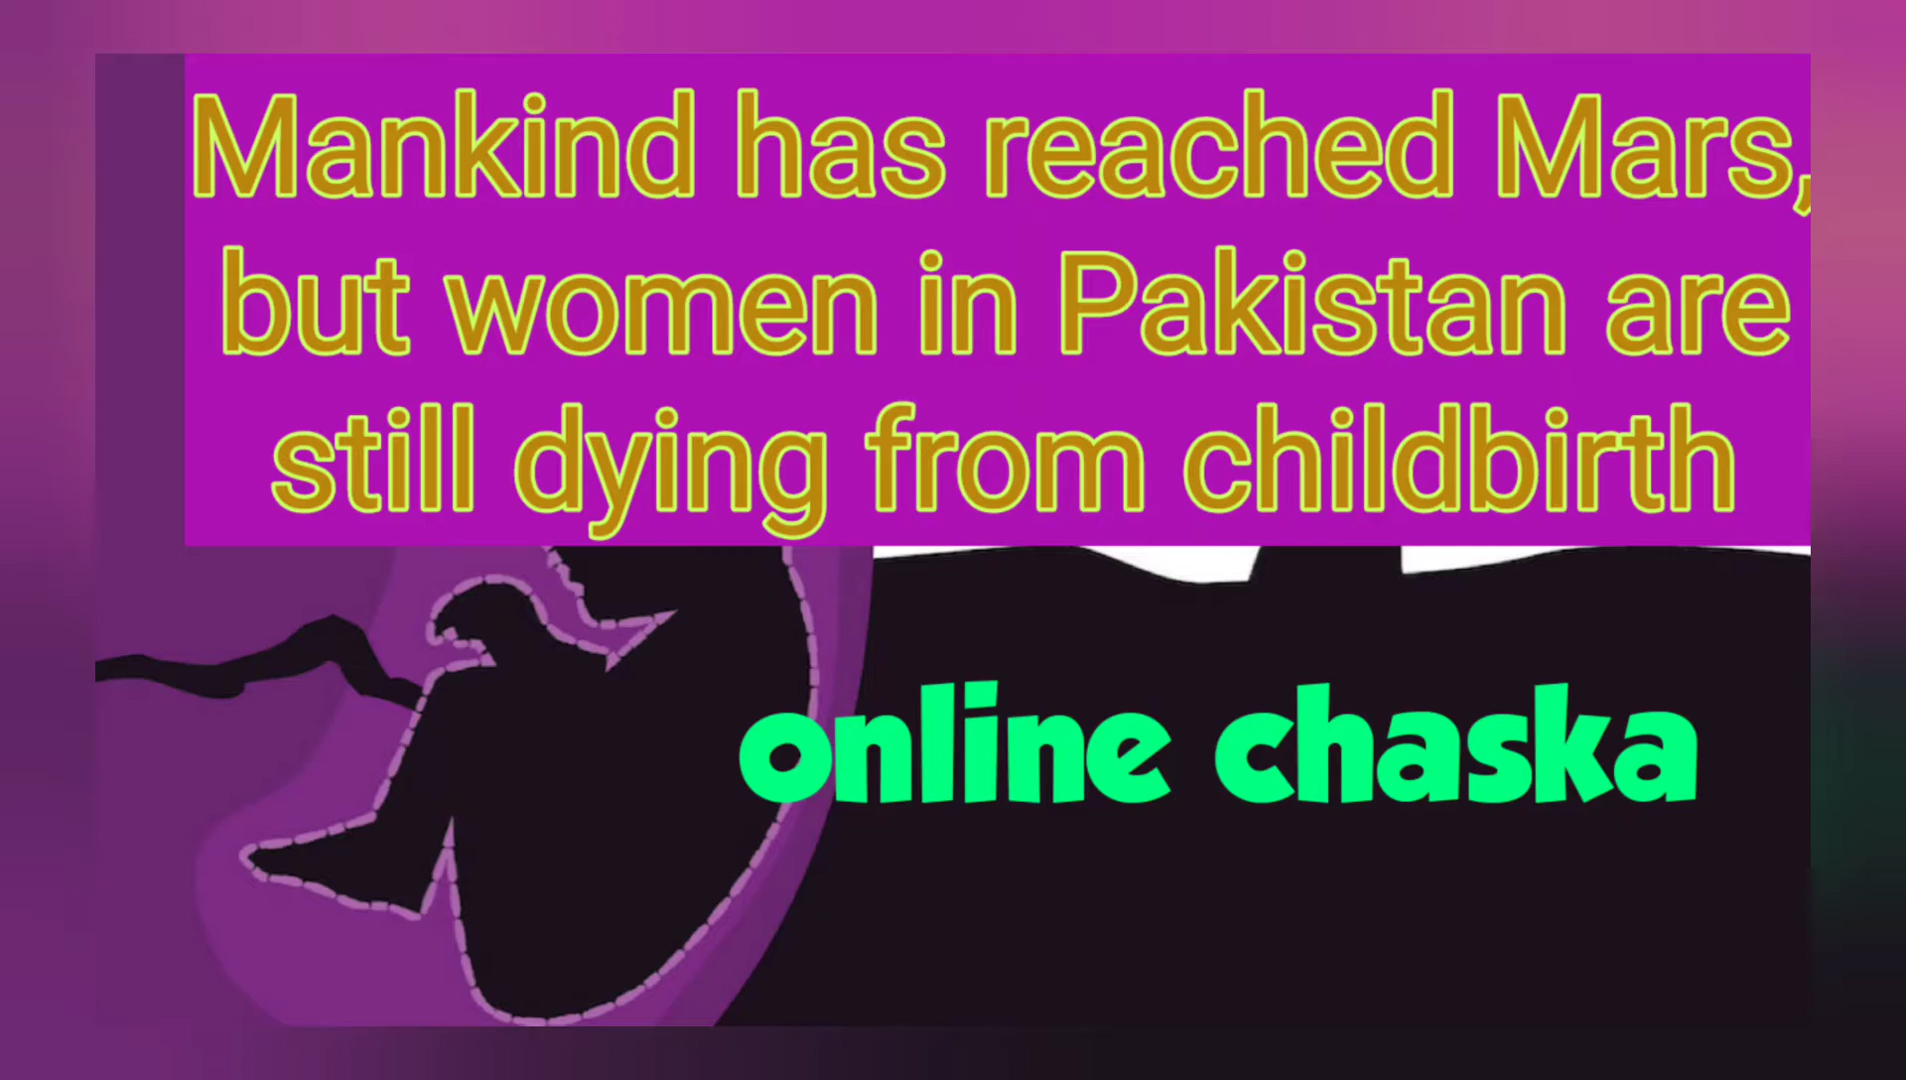 Mankind has reached Mars,
but women in Pakistan are
still dying from childbirth
online chaska